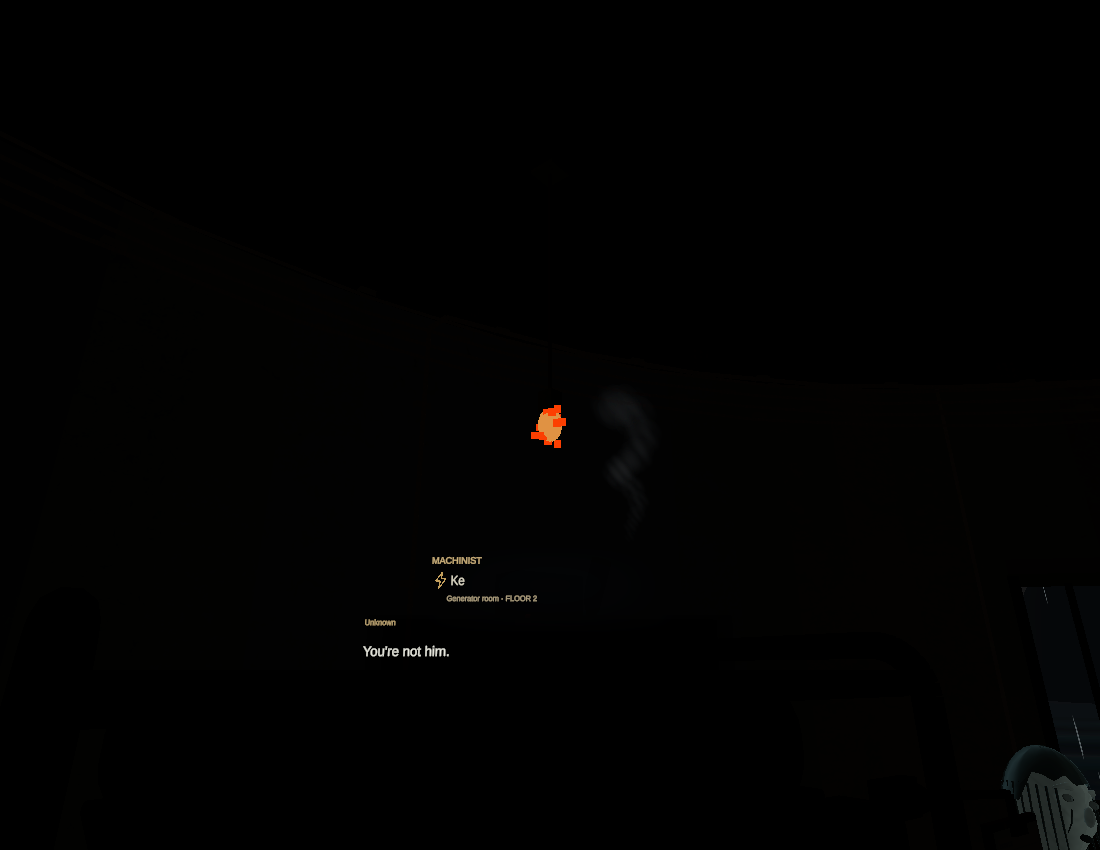 MACHINIST
Ke
Generator room - FLOOR 2
Unknown
You're not him.